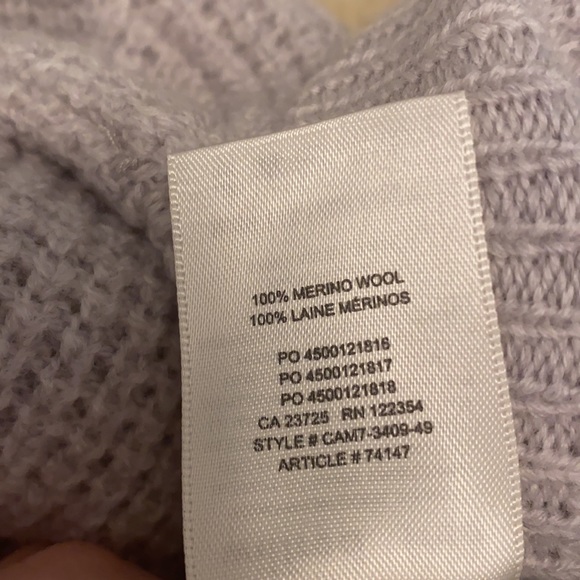 100% MERINO WOOL
100% LAINE MÉRINOS
PO 4500121816
PO 4500121817
PO 4500121818
CA 23725 RN 122354
STYLE # CAM7-3409-49
ARTICLE # 74147